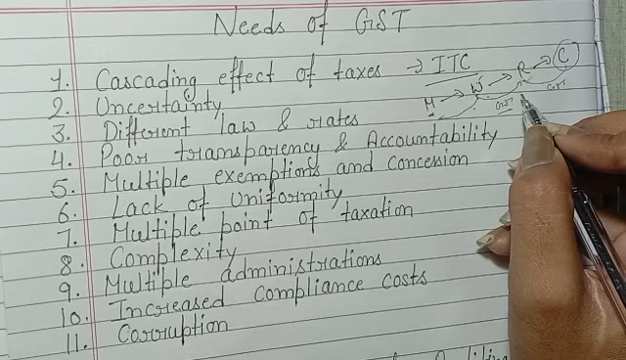 Needs of GST
1. Cascading effect of taxes → ITC M → W → R → C
2. Uncertainty
3. Different law & rates
4. Poor transparency & Accountability
5. Multiple exemptions and concession
6. Lack of Uniformity
7. Multiple point of taxation
8. Complexity
9. Multiple administrations
10. Increased compliance costs
11. Corruption